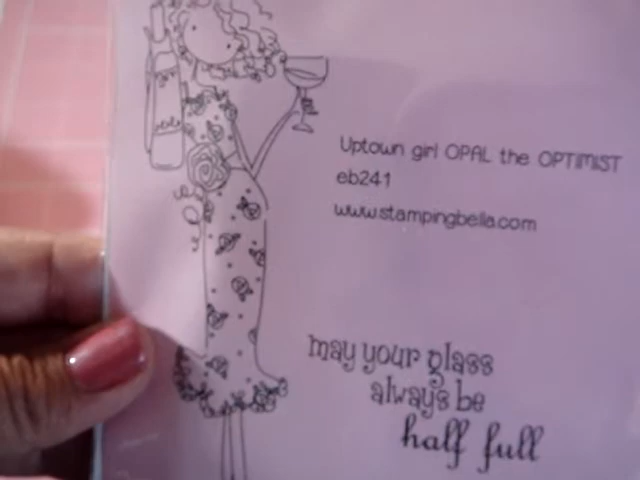 Uptown girl OPAL the OPTIMIST
eb241
www.stampingbella.com
may your glass
always be
half full